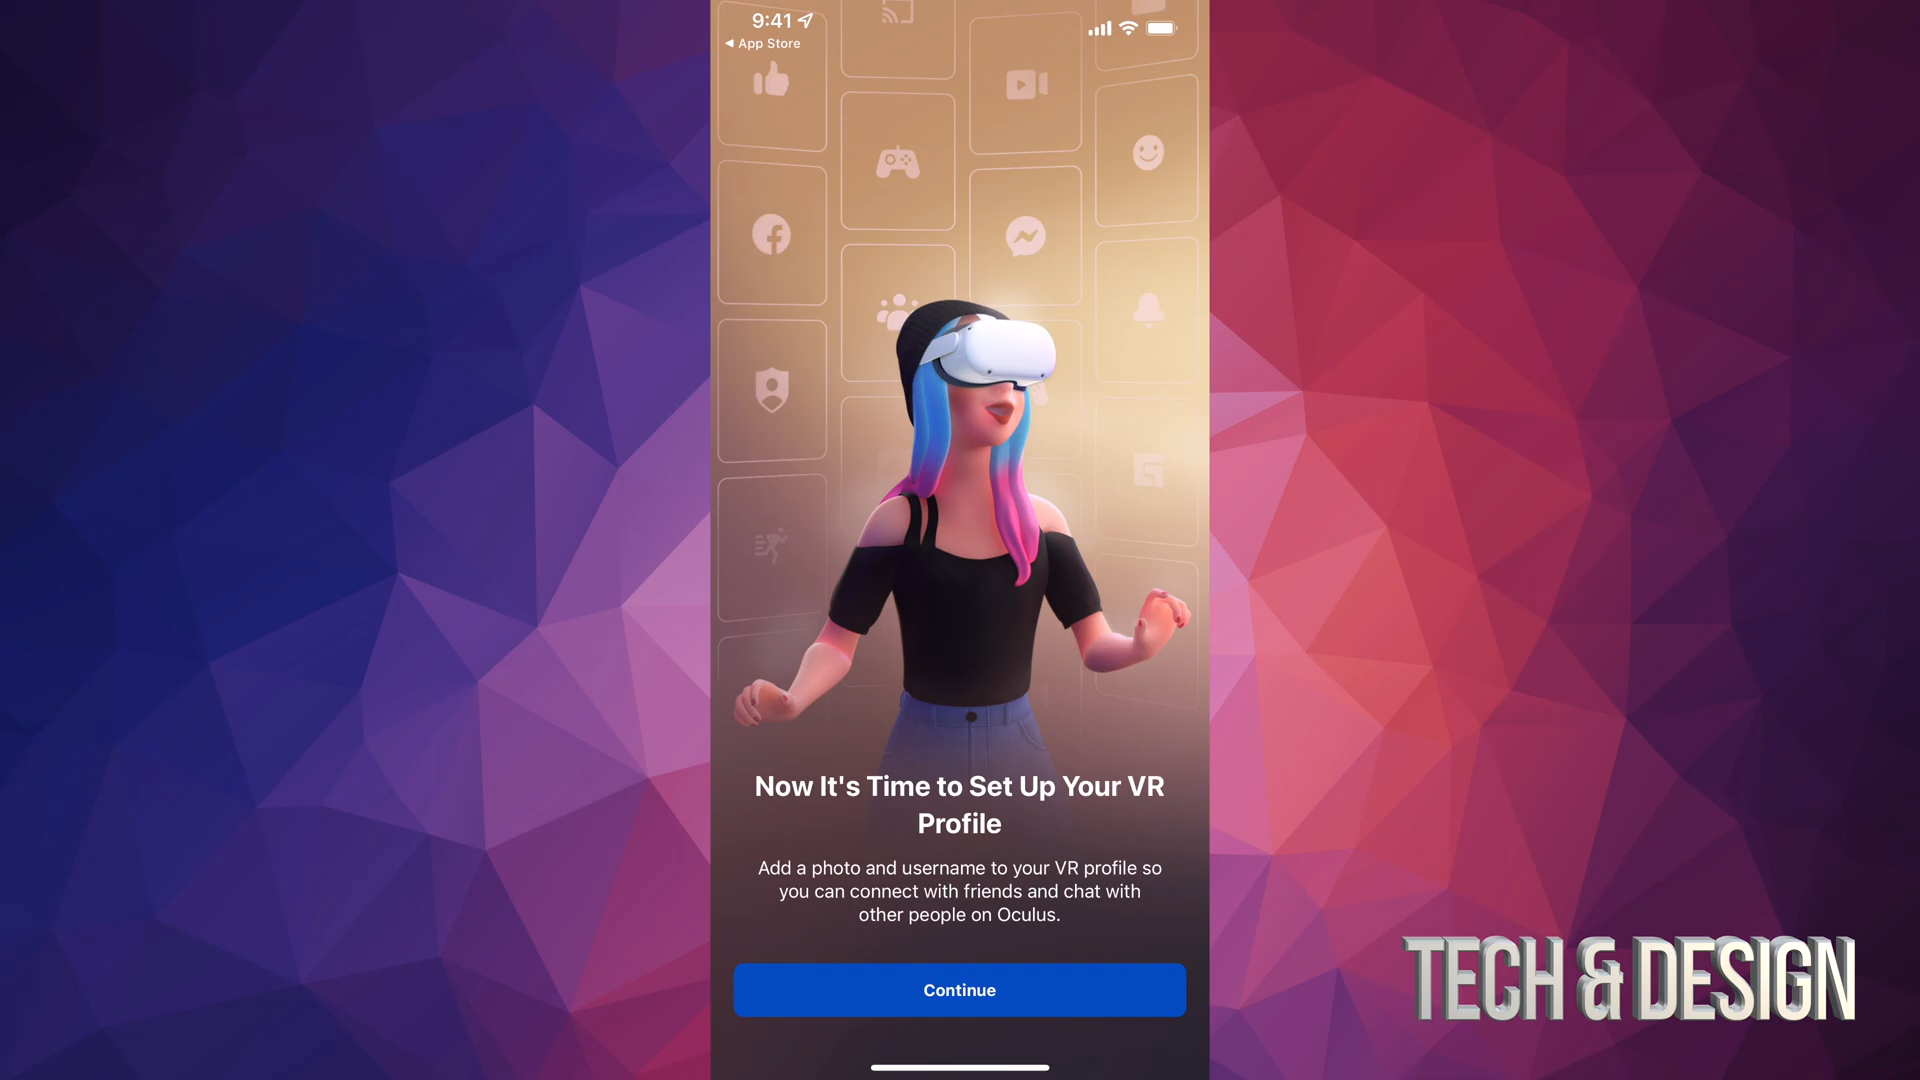 9:41
◀ App Store
Now It's Time to Set Up Your VR
Profile
Add a photo and username to your VR profile so
you can connect with friends and chat with
other people on Oculus.
Continue
TECH & DESIGN